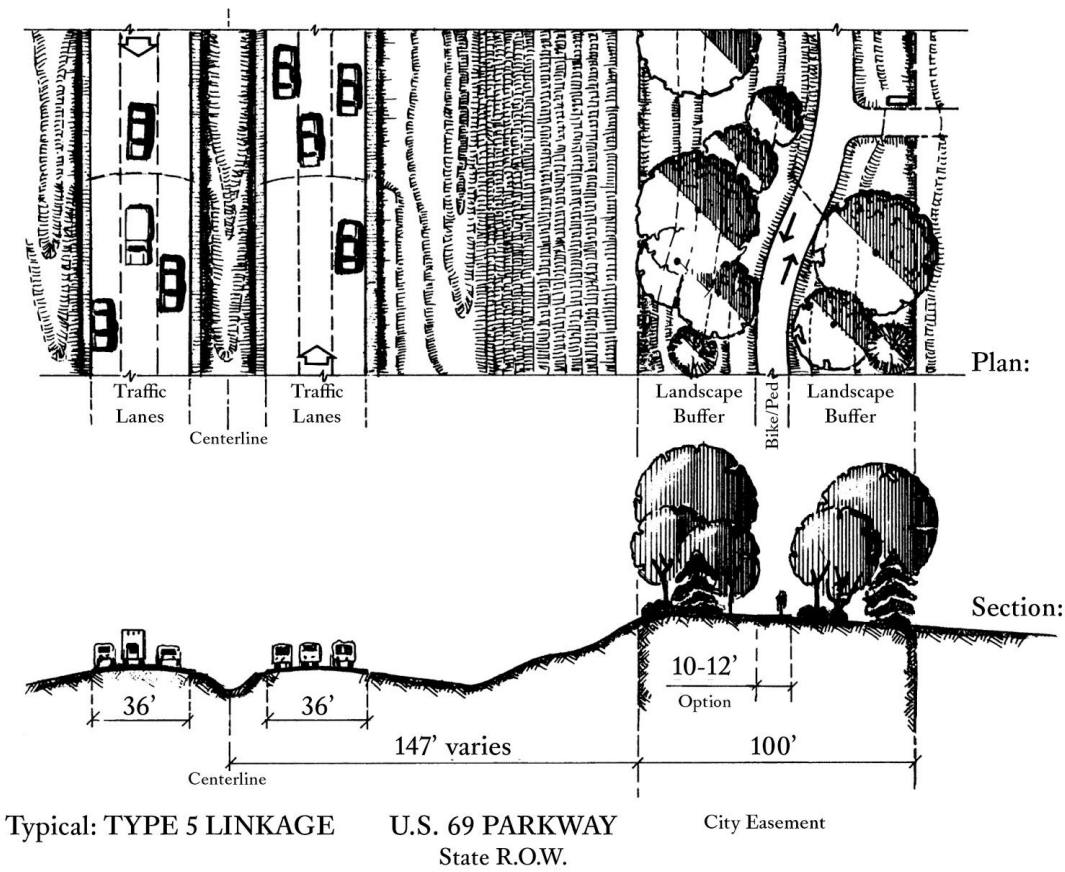 Plan:
Traffic
Lanes
Centerline
Traffic
Lanes
Landscape
Buffer
Bike/Ped
Landscape
Buffer
Section:
10-12’
Option
36’
36’
147’ varies
100’
Centerline
Typical: TYPE 5 LINKAGE
U.S. 69 PARKWAY
State R.O.W.
City Easement